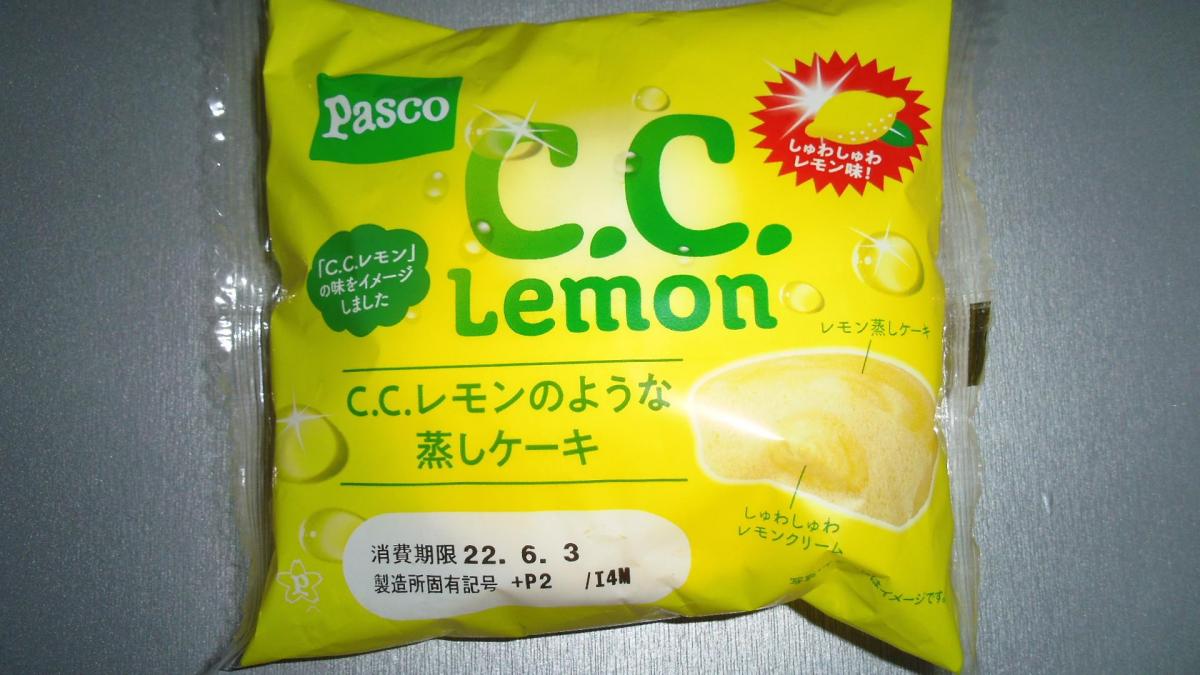 Pasco
C.C.
Lemon
しゅわしゅわ
レモン味!
「C.C.レモン」
の味をイメージ
しました
C.C.レモンのような
蒸しケーキ
レモン蒸しケーキ
しゅわしゅわ
レモンクリーム
消費期限 22. 6. 3
製造所固有記号 +P2 /I4M
イメージです。
P